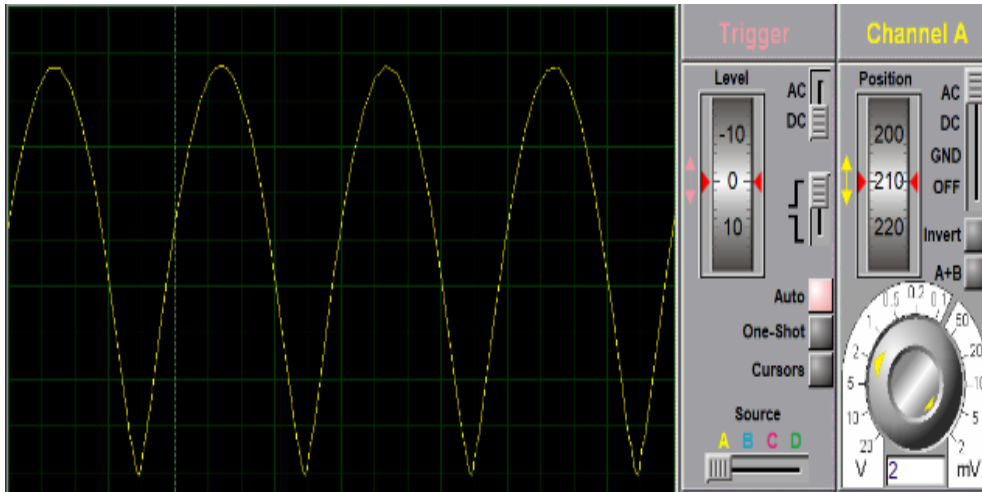 Trigger
Level
AC
DC
-10
0
10
Auto
One-Shot
Cursors
Source
A B C D
Channel A
Position
AC
DC
GND
OFF
200
210
220
Invert
A+B
20 10 5 2 1 0.5 0.2 0.1 50 20 10 5 2
V
2
mV